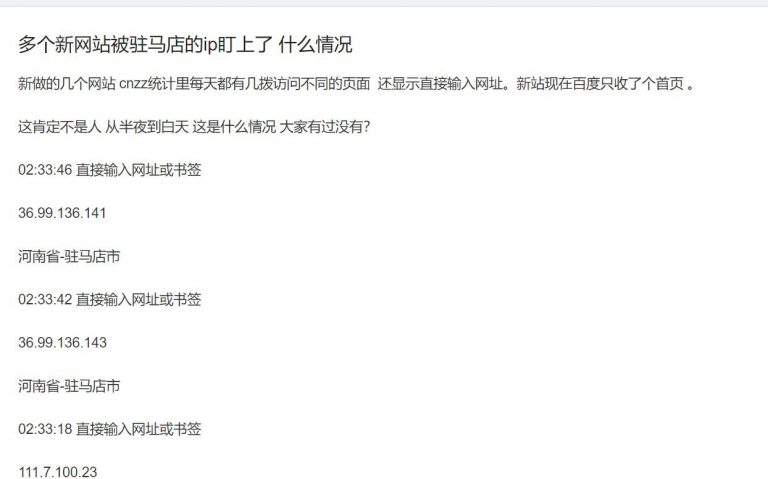 多个新网站被驻马店的ip盯上了 什么情况
新做的几个网站 cnzz统计里每天都有几拨访问不同的页面  还显示直接输入网址。新站现在百度只收了个首页 。
这肯定不是人 从半夜到白天 这是什么情况 大家有过没有？
02:33:46 直接输入网址或书签
36.99.136.141
河南省-驻马店市
02:33:42 直接输入网址或书签
36.99.136.143
河南省-驻马店市
02:33:18 直接输入网址或书签
111.7.100.23